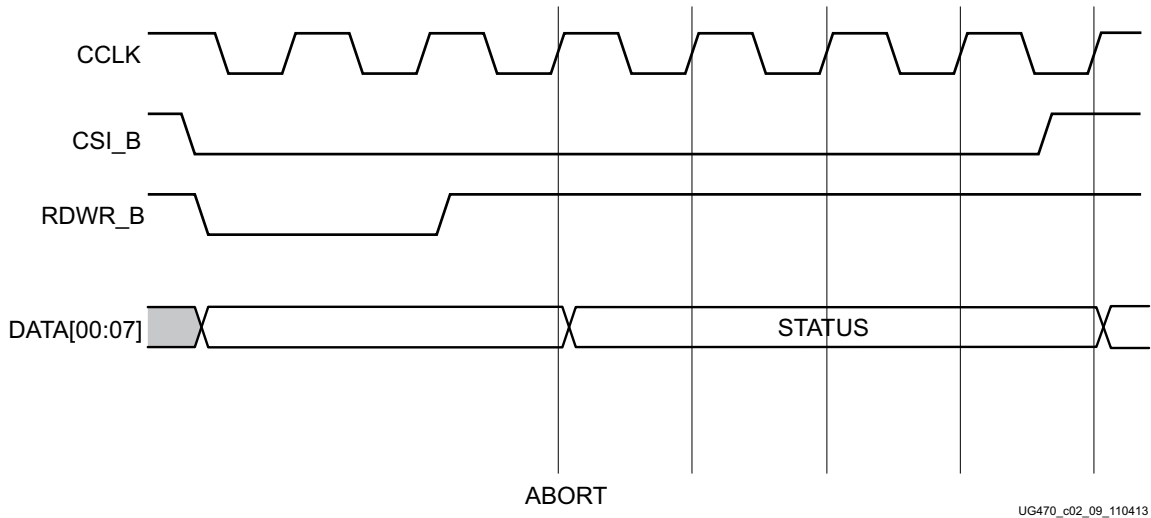 CCLK
CSI_B
RDWR_B
DATA[00:07]
STATUS
ABORT
UG470_c02_09_110413